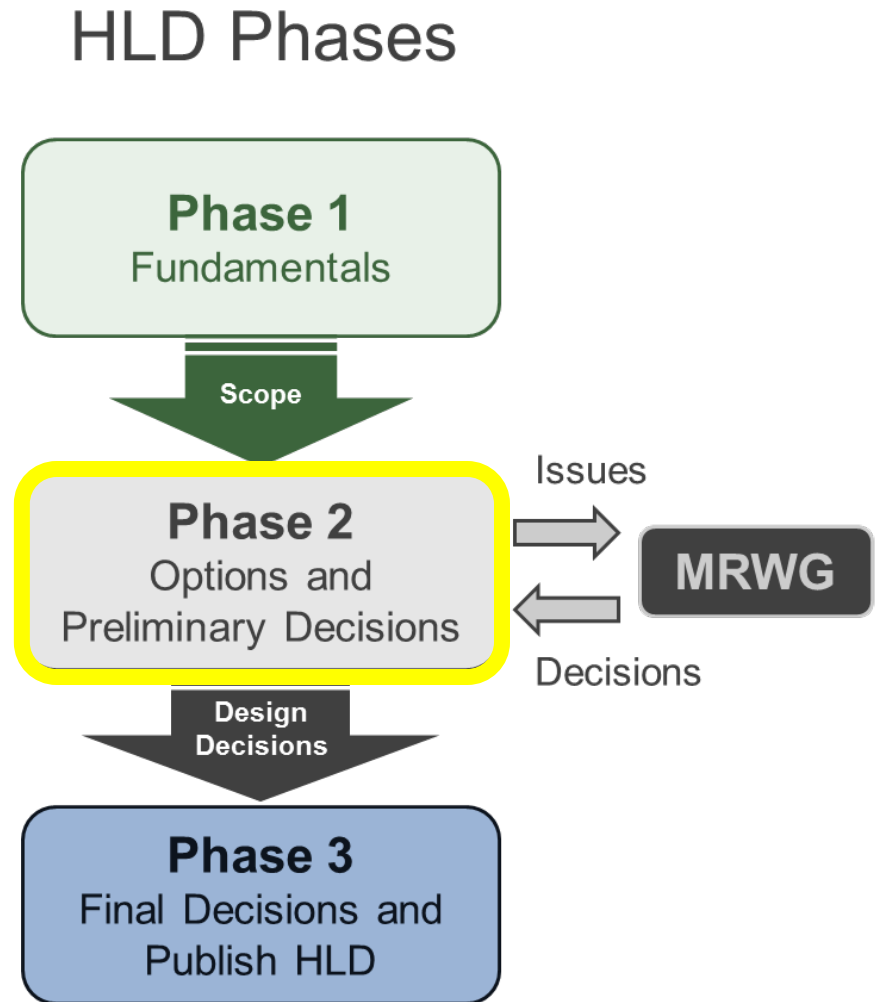 HLD Phases
Phase 1
Fundamentals
Scope
Phase 2
Options and
Preliminary Decisions
Issues
MRWG
Decisions
Design
Decisions
Phase 3
Final Decisions and
Publish HLD